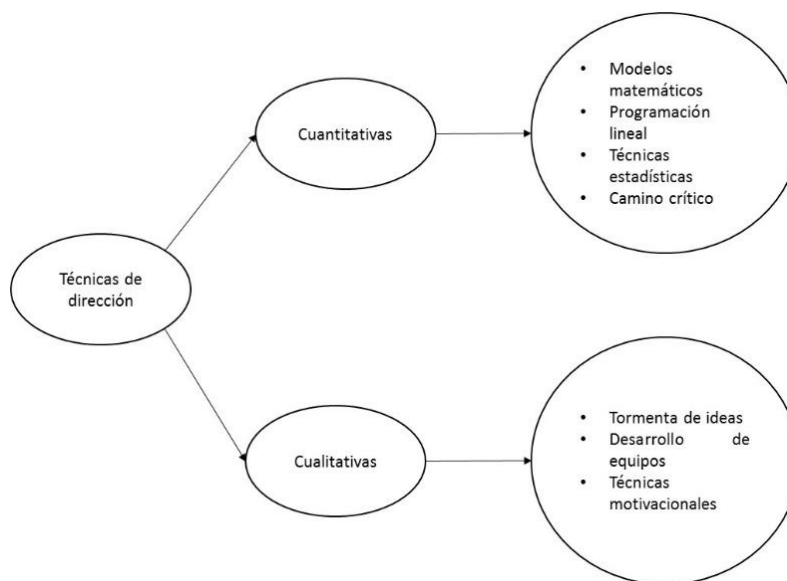 Técnicas de
dirección
Cuantitativas
• Modelos
matemáticos
• Programación
lineal
• Técnicas
estadísticas
• Camino crítico
Cualitativas
• Tormenta de ideas
• Desarrollo de
equipos
• Técnicas
motivacionales